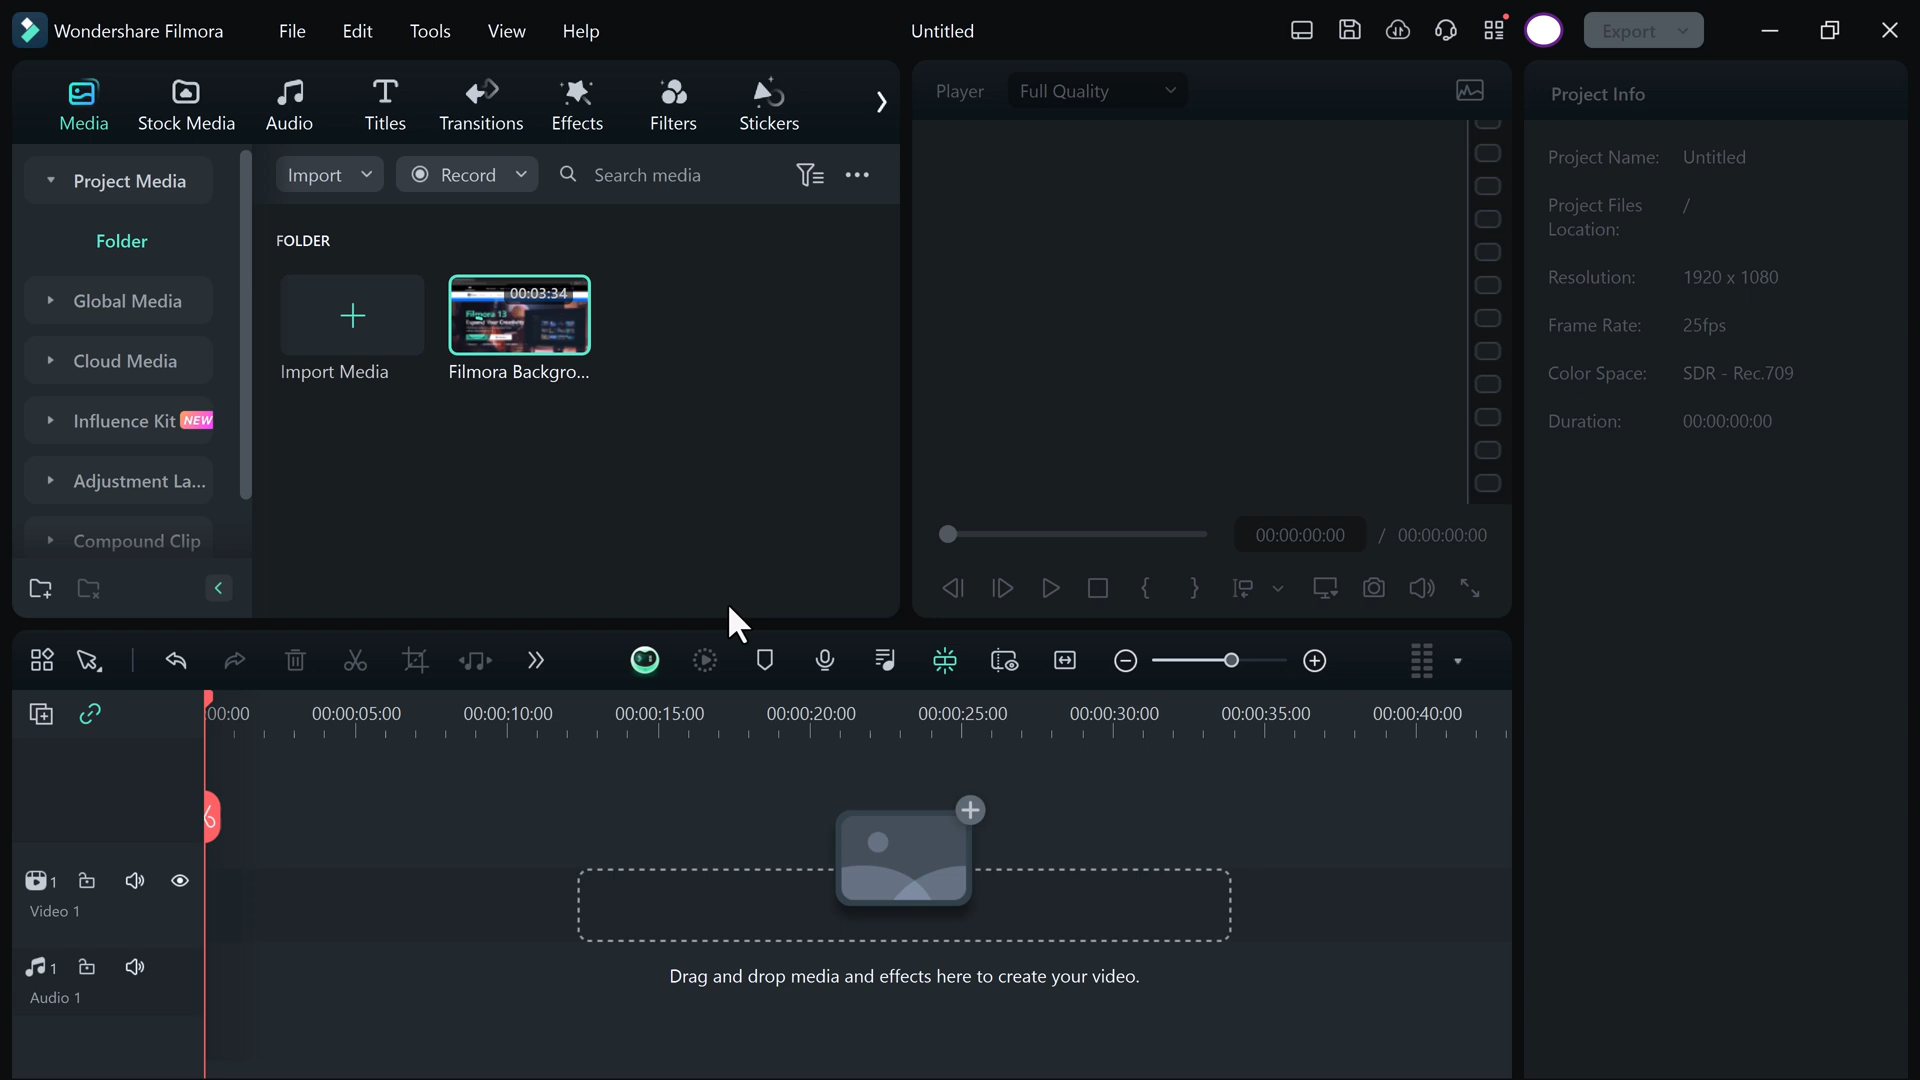 Wondershare Filmora
File
Edit
Tools
View
Help
Untitled
Export
Media
Stock Media
Audio
Titles
Transitions
Effects
Filters
Stickers
Player
Full Quality
Project Info
Project Media
Import
Record
Search media
Project Name: Untitled
Project Files Location: /
Folder
FOLDER
Global Media
00:03:34
Filmora 13
Resolution: 1920 x 1080
Frame Rate: 25fps
Cloud Media
Import Media
Filmora Backgro...
Color Space: SDR - Rec.709
Influence Kit NEW
Duration: 00:00:00:00
Adjustment La...
Compound Clip
00:00:00:00 / 00:00:00:00
:00:00
00:00:05:00
00:00:10:00
00:00:15:00
00:00:20:00
00:00:25:00
00:00:30:00
00:00:35:00
00:00:40:00
1
Video 1
1
Audio 1
Drag and drop media and effects here to create your video.